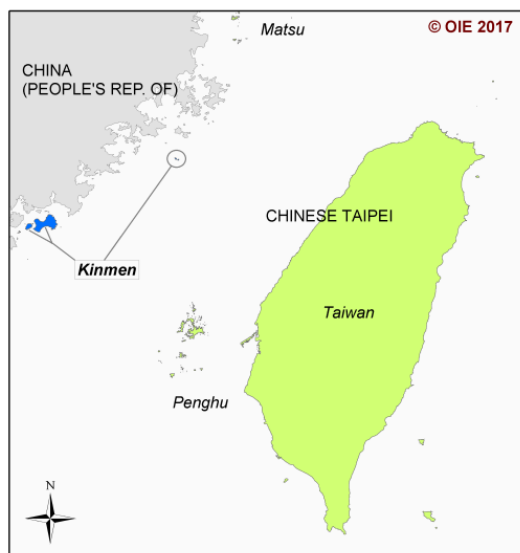 Matsu
© OIE 2017
CHINA
(PEOPLE'S REP. OF)
CHINESE TAIPEI
Kinmen
Taiwan
Penghu
N